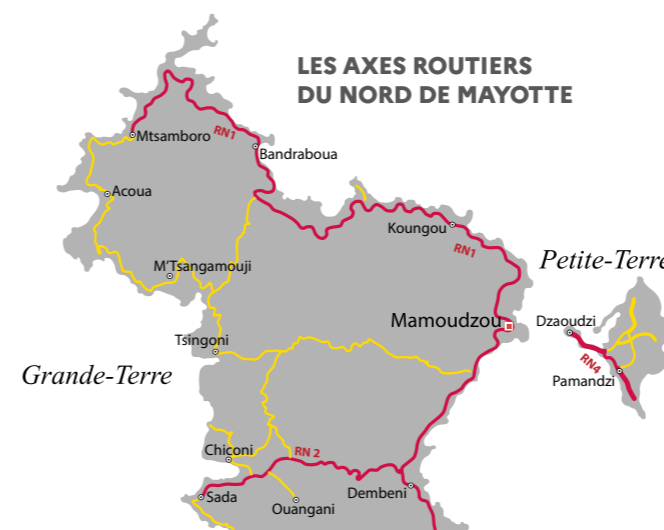 LES AXES ROUTIERS
DU NORD DE MAYOTTE
Mtsamboro
RN1
Bandraboua
Acoua
Koungou
RN1
M'Tsangamouji
Petite-Terre
Mamoudzou
Dzaoudzi
Tsingoni
RN4
Grande-Terre
Pamandzi
Chiconi
RN 2
Sada
Dembeni
Ouangani